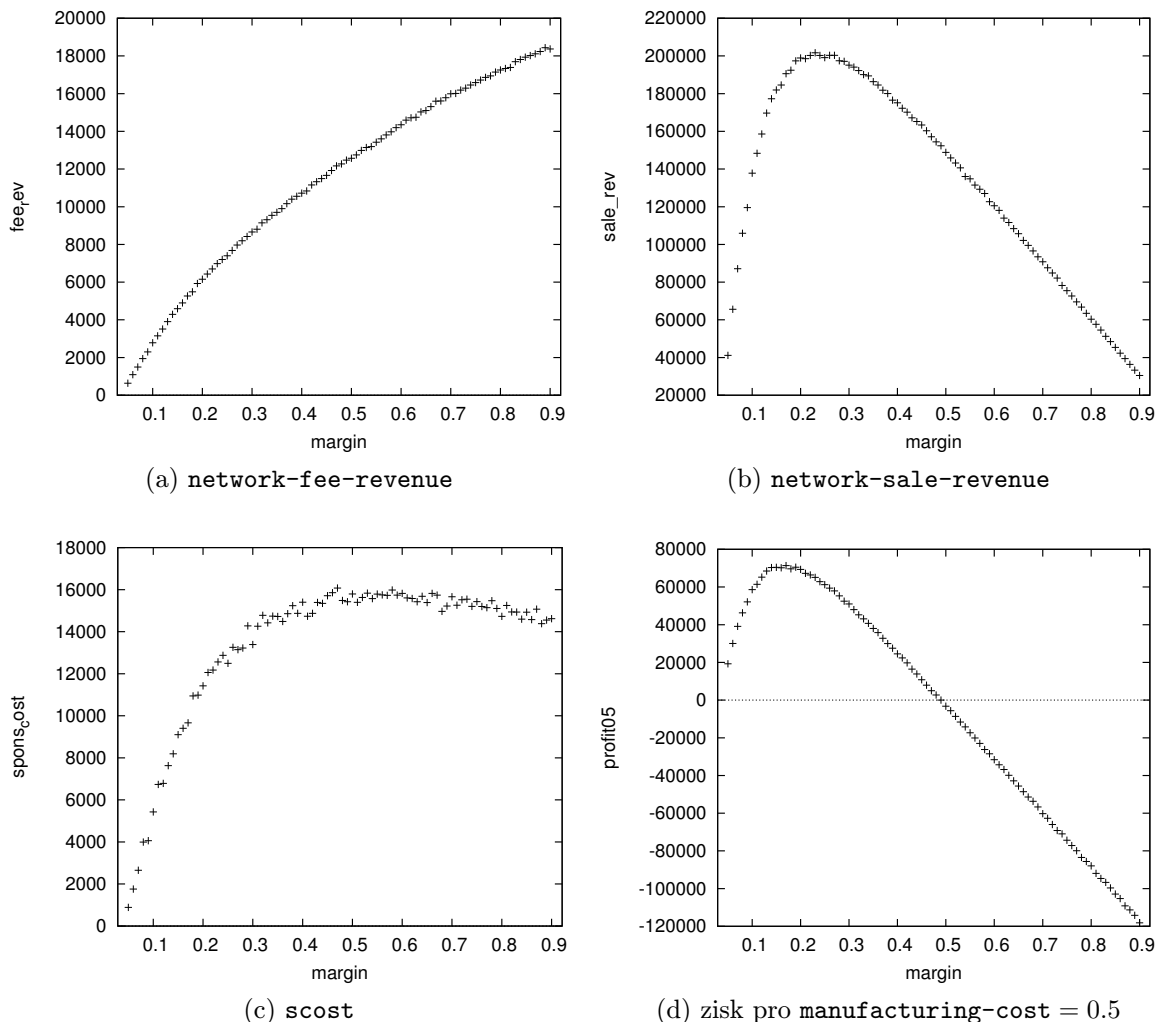 20000
18000
16000
14000
12000
10000
8000
6000
4000
2000
0
fee_rev
0.1 0.2 0.3 0.4 0.5 0.6 0.7 0.8 0.9
margin
(a) network-fee-revenue
220000
200000
180000
160000
140000
120000
100000
80000
60000
40000
20000
sale_rev
0.1 0.2 0.3 0.4 0.5 0.6 0.7 0.8 0.9
margin
(b) network-sale-revenue
18000
16000
14000
12000
10000
8000
6000
4000
2000
0
spons_cost
0.1 0.2 0.3 0.4 0.5 0.6 0.7 0.8 0.9
margin
(c) scost
80000
60000
40000
20000
0
-20000
-40000
-60000
-80000
-100000
-120000
profit05
0.1 0.2 0.3 0.4 0.5 0.6 0.7 0.8 0.9
margin
(d) zisk pro manufacturing-cost = 0.5